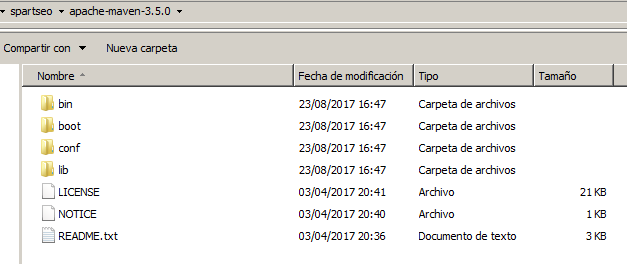 spartseo apache-maven-3.5.0
Compartir con Nueva carpeta
Nombre Fecha de modificación Tipo Tamaño
bin 23/08/2017 16:47 Carpeta de archivos
boot 23/08/2017 16:47 Carpeta de archivos
conf 23/08/2017 16:47 Carpeta de archivos
lib 23/08/2017 16:47 Carpeta de archivos
LICENSE 03/04/2017 20:41 Archivo 21 KB
NOTICE 03/04/2017 20:40 Archivo 1 KB
README.txt 03/04/2017 20:36 Documento de texto 3 KB